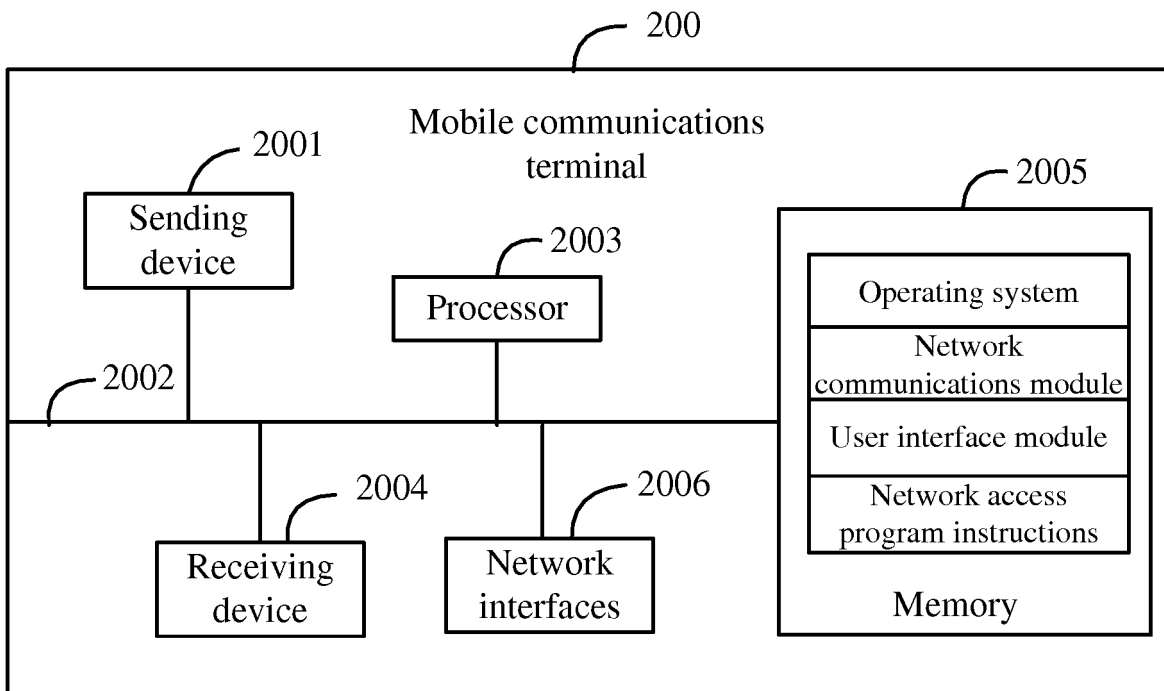 200
Mobile communications
terminal
2001
Sending
device
2003
Processor
2005
Operating system
Network
communications module
User interface module
Network access
program instructions
Memory
2002
2004
Receiving
device
2006
Network
interfaces